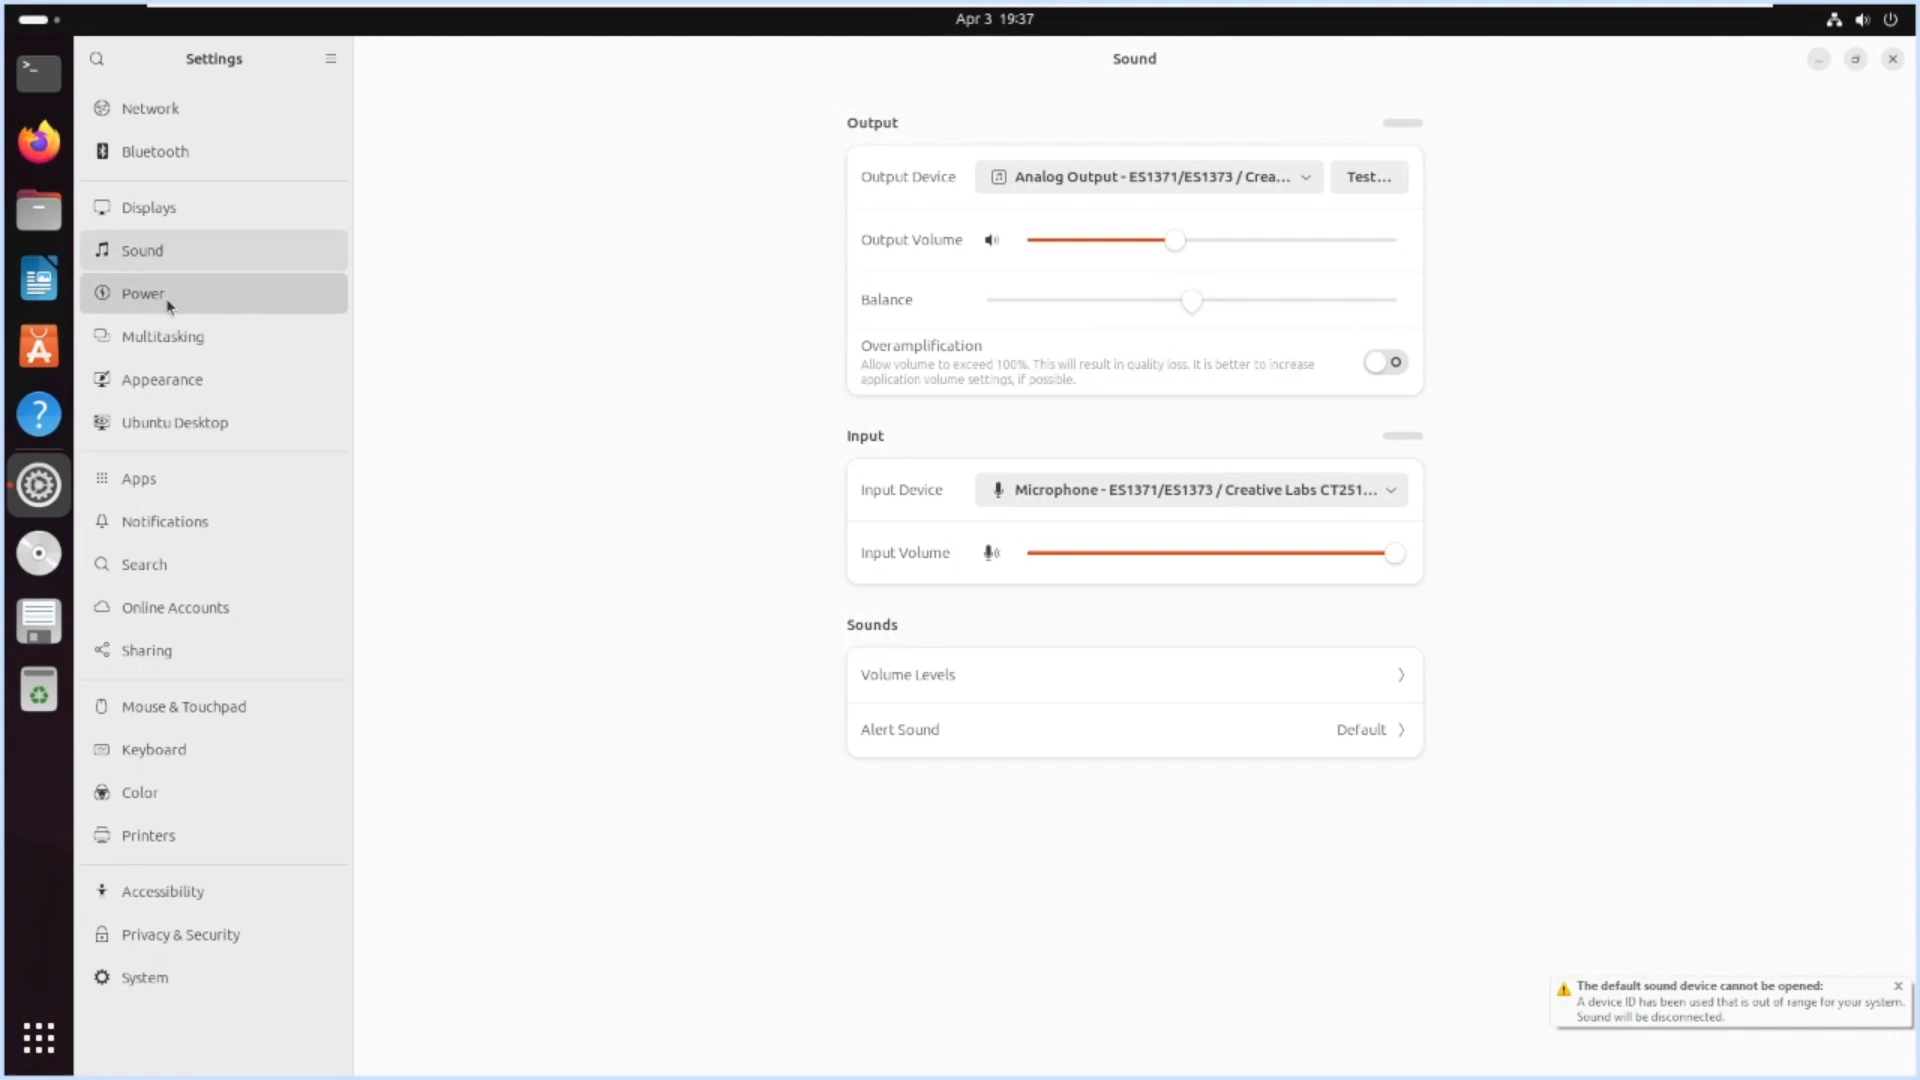 Apr 3 19:37
Settings
Network
Bluetooth
Displays
Sound
Power
Multitasking
Appearance
Ubuntu Desktop
Apps
Notifications
Search
Online Accounts
Sharing
Mouse & Touchpad
Keyboard
Color
Printers
Accessibility
Privacy & Security
System
Sound
Output
Output Device
Analog Output - ES1371/ES1373 / Crea...
Test...
Output Volume
Balance
Overamplification
Allow volume to exceed 100%. This will result in quality loss. It is better to increase
application volume settings, if possible.
Input
Input Device
Microphone - ES1371/ES1373 / Creative Labs CT251...
Input Volume
Sounds
Volume Levels
Alert Sound
Default
The default sound device cannot be opened:
A device ID has been used that is out of range for your system.
Sound will be disconnected.